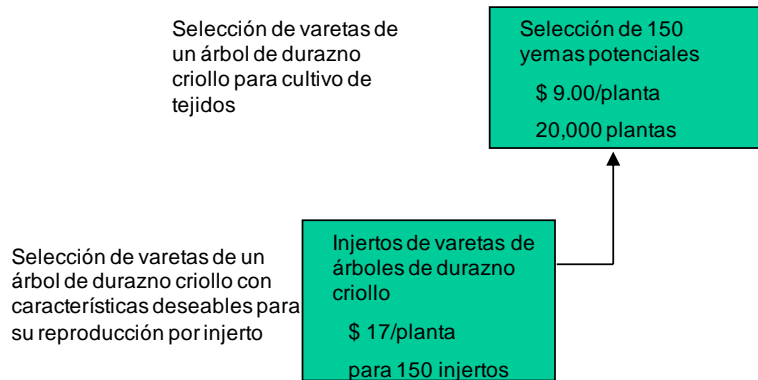 Selección de varetas de
un árbol de durazno
criollo para cultivo de
tejidos
Selección de 150
yemas potenciales
$ 9.00/planta
20,000 plantas
Selección de varetas de un
árbol de durazno criollo con
características deseables para
su reproducción por injerto
Injertos de varetas de
árboles de durazno
criollo
$ 17/planta
para 150 injertos